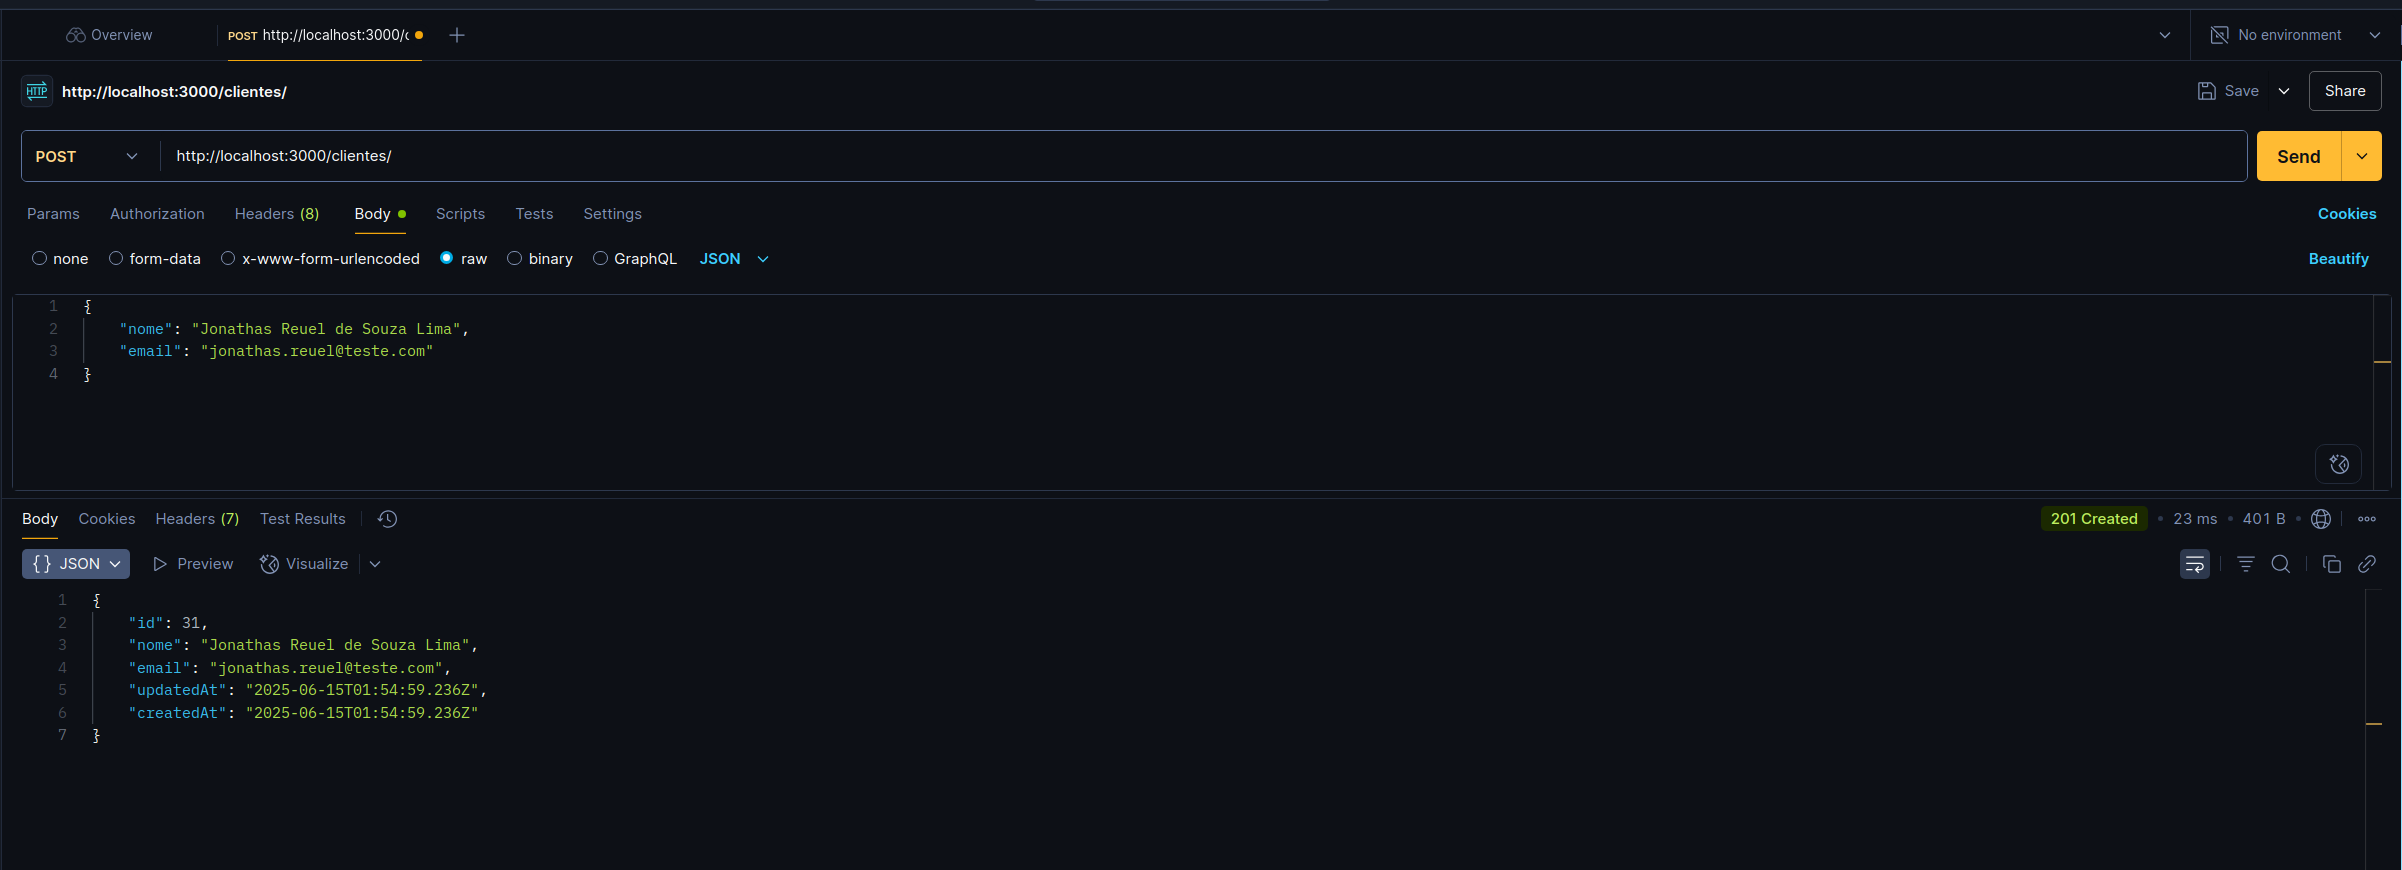 Overview
POST http://localhost:3000/c
No environment
HTTP http://localhost:3000/clientes/
Save
Share
POST
http://localhost:3000/clientes/
Send
Params Authorization Headers (8) Body Scripts Tests Settings
Cookies
none form-data x-www-form-urlencoded raw binary GraphQL JSON
Beautify
1 {
2 "nome": "Jonathas Reuel de Souza Lima",
3 "email": "jonathas.reuel@teste.com"
4 }
Body Cookies Headers (7) Test Results
201 Created • 23 ms • 401 B •
{} JSON Preview Visualize
1 {
2 "id": 31,
3 "nome": "Jonathas Reuel de Souza Lima",
4 "email": "jonathas.reuel@teste.com",
5 "updatedAt": "2025-06-15T01:54:59.236Z",
6 "createdAt": "2025-06-15T01:54:59.236Z"
7 }